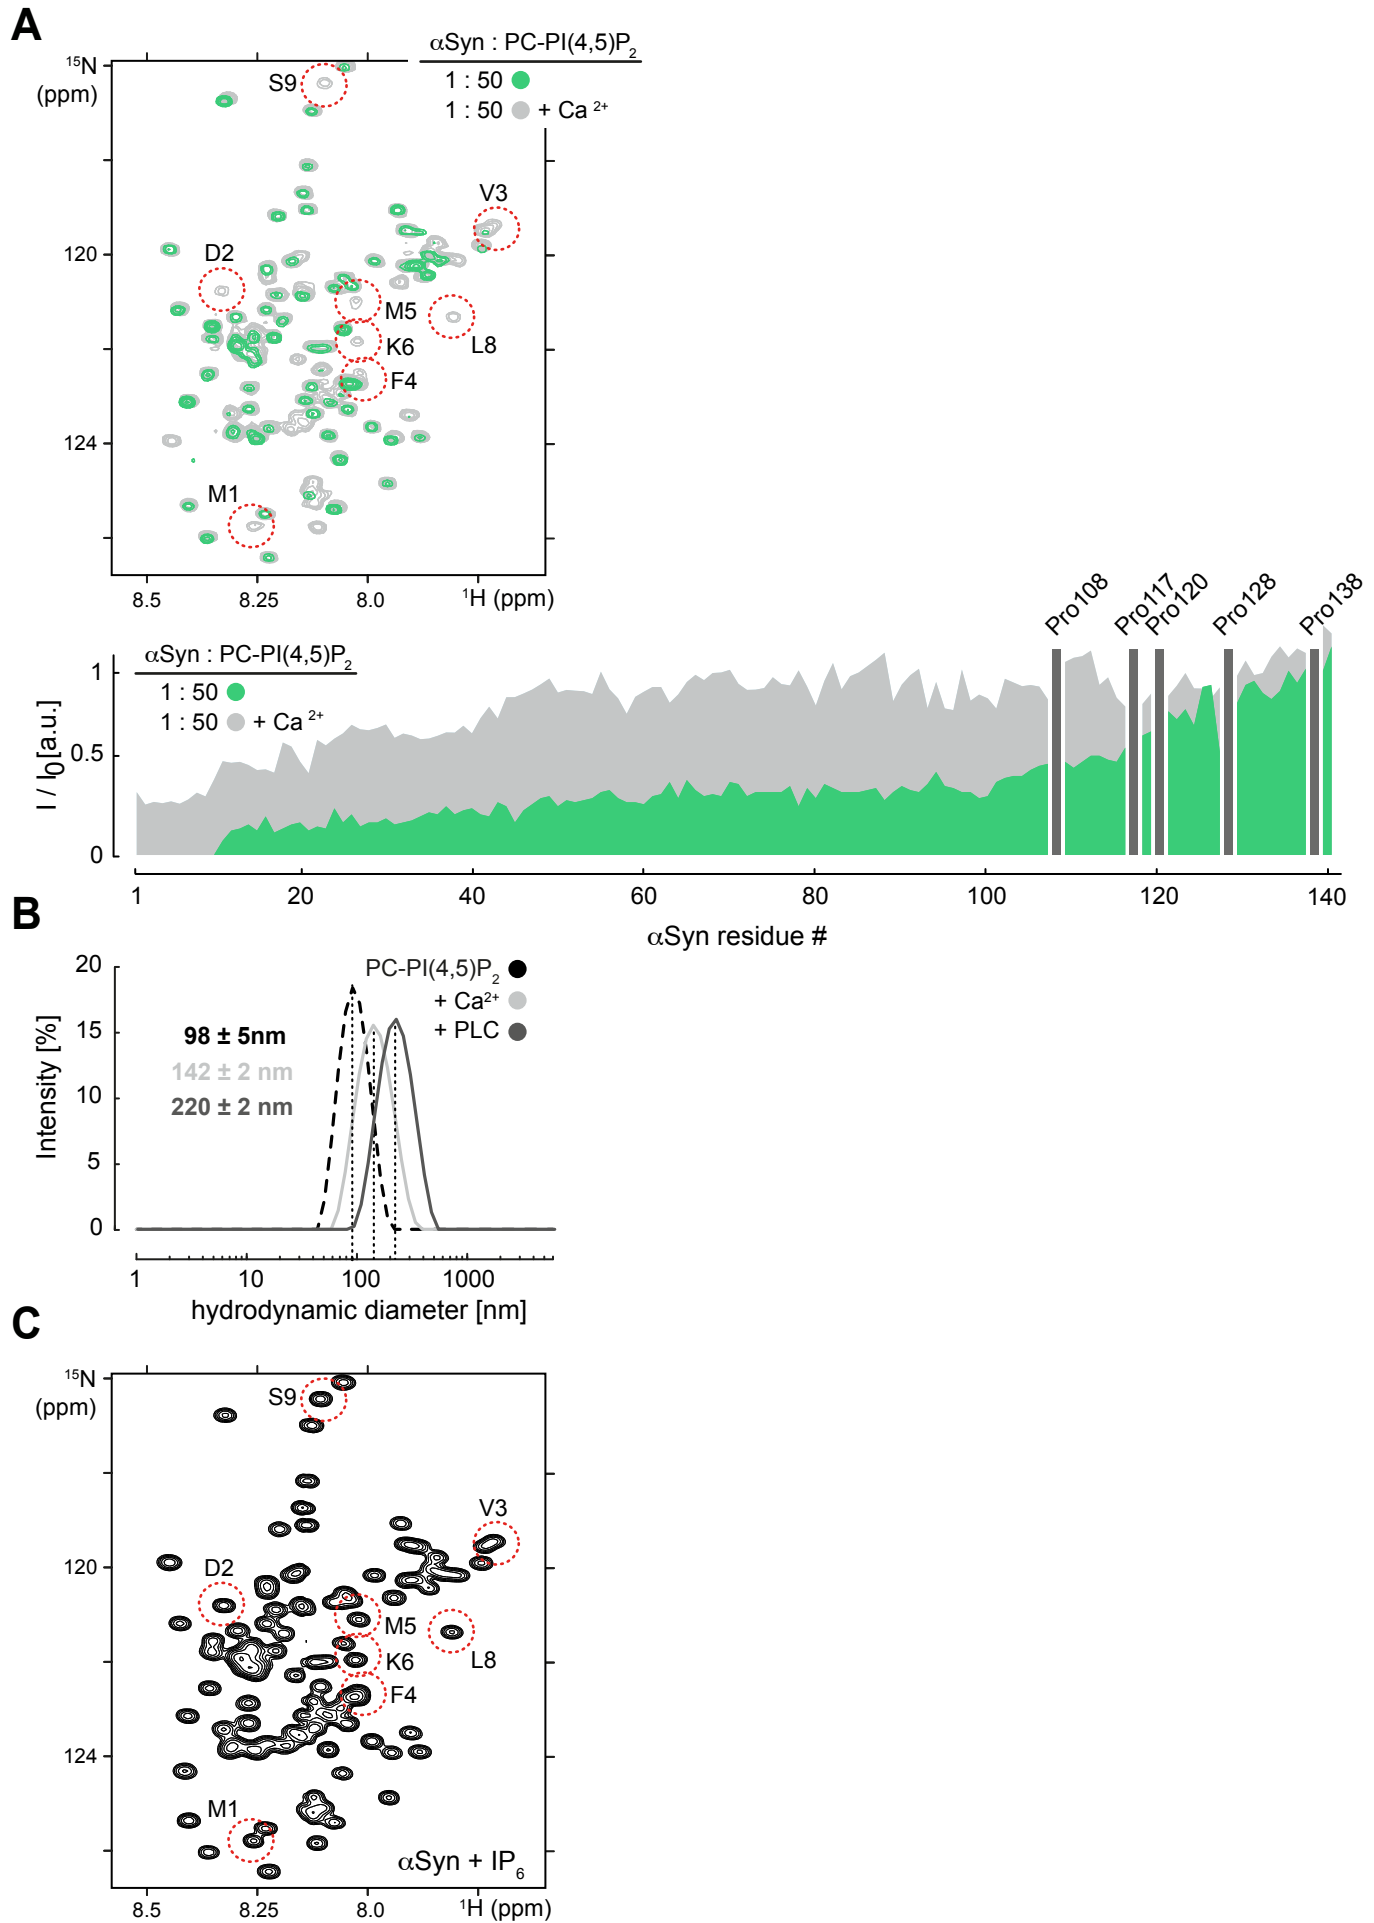 A
αSyn : PC-PI(4,5)P2
1 : 50
1 : 50 + Ca 2+
15N
(ppm)
S9
V3
120
D2
M5
L8
K6
F4
124
M1
8.5 8.25 8.0 1H (ppm)
Pro108 Pro117 Pro120 Pro128 Pro138
αSyn : PC-PI(4,5)P2
1 : 50
1 : 50 + Ca 2+
I / I0 [a.u.]
1
0.5
0
1 20 40 60 80 100 120 140
αSyn residue #
B
PC-PI(4,5)P2
+ Ca2+
+ PLC
98 ± 5nm
142 ± 2 nm
220 ± 2 nm
Intensity [%]
20
15
10
5
0
1 10 100 1000
hydrodynamic diameter [nm]
C
15N
(ppm)
S9
V3
120
D2
M5
L8
K6
F4
124
M1
αSyn + IP6
8.5 8.25 8.0 1H (ppm)